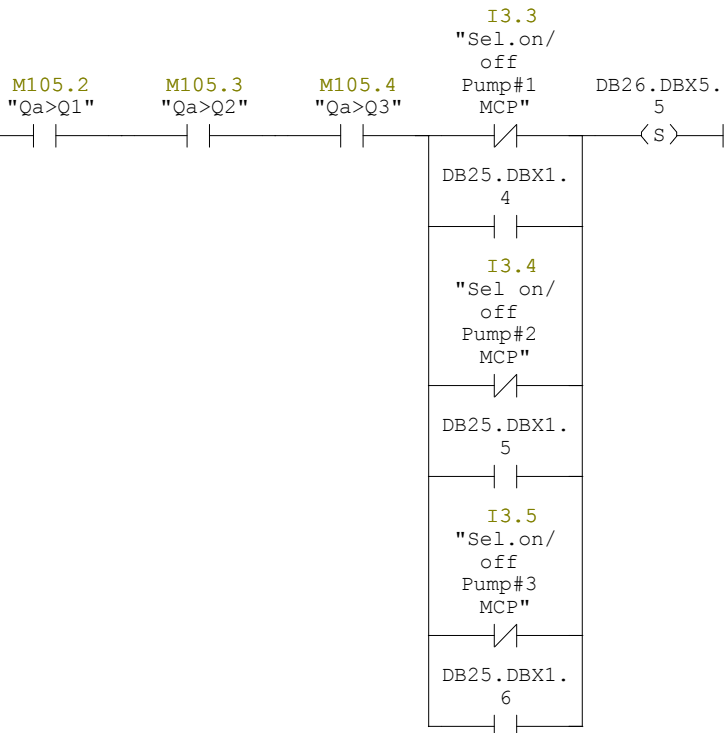 I3.3
"Sel.on/
off
Pump#1
MCP"
M105.2
"Qa>Q1"
M105.3
"Qa>Q2"
M105.4
"Qa>Q3"
DB26.DBX5.
5
S
DB25.DBX1.
4
I3.4
"Sel on/
off
Pump#2
MCP"
DB25.DBX1.
5
I3.5
"Sel.on/
off
Pump#3
MCP"
DB25.DBX1.
6